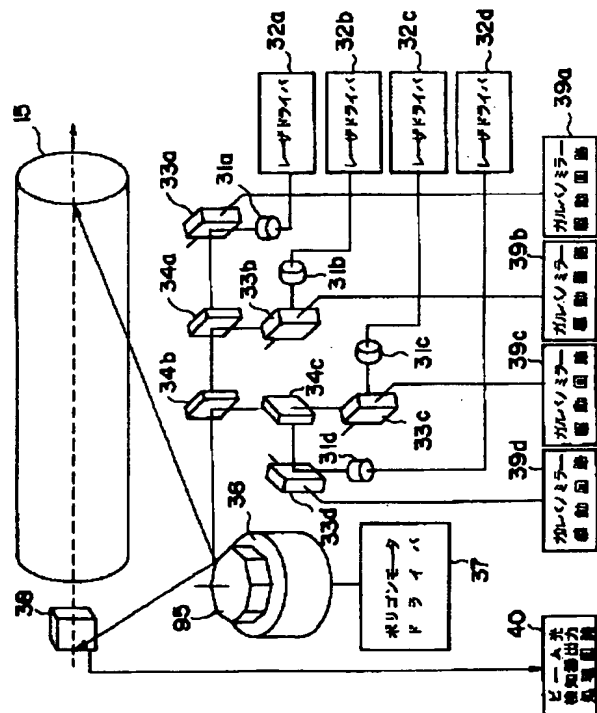 15
38
33a
31a
34a
33b
31b
34b
34c
31c
31d
33c
33d
95
32a
レーザドライバ
32b
レーザドライバ
32c
レーザドライバ
32d
レーザドライバ
39a
ガルバノミラー
駆動回路
39b
ガルバノミラー
駆動回路
39c
ガルバノミラー
駆動回路
39d
ガルバノミラー
駆動回路
ポリゴンモータ
ドライバ
37
40
ビーム光
検知器出力
処理回路